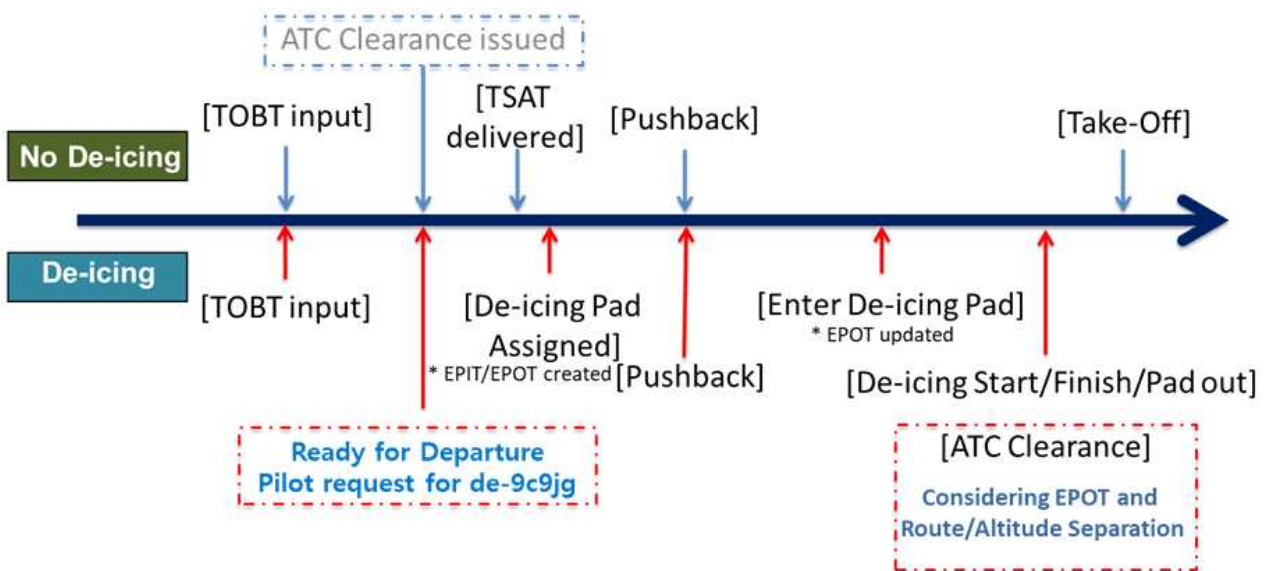 ATC Clearance issued
[TOBT input]
[TSAT
delivered]
[Pushback]
[Take-Off]
No De-icing
De-icing
[TOBT input]
[De-icing Pad
Assigned]
* EPIT/EPOT created
[Pushback]
[Enter De-icing Pad]
* EPOT updated
[De-icing Start/Finish/Pad out]
Ready for Departure
Pilot request for de-9c9jg
[ATC Clearance]
Considering EPOT and
Route/Altitude Separation